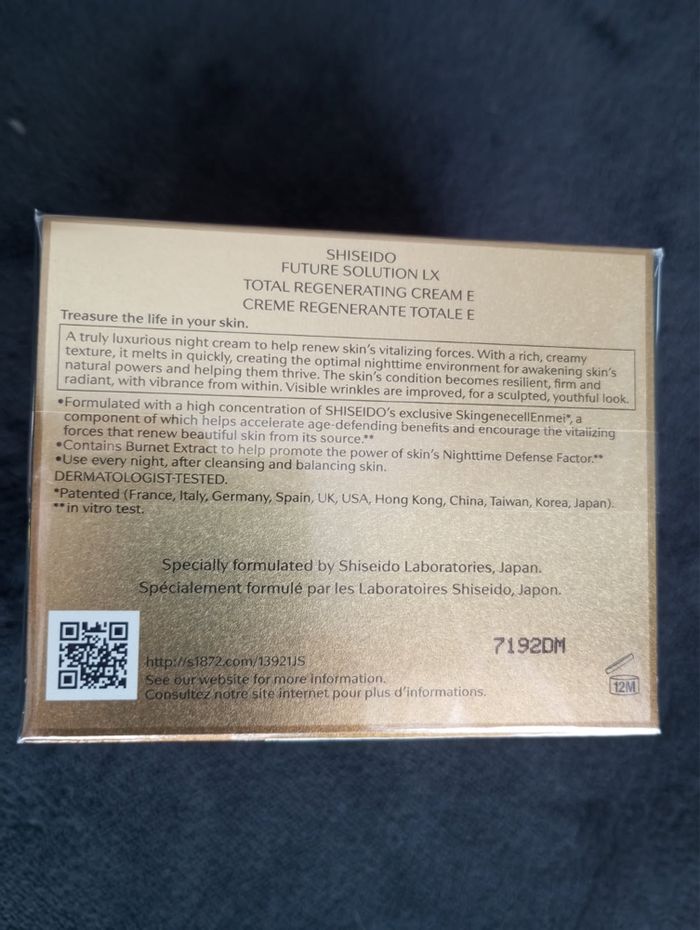 SHISEIDO
FUTURE SOLUTION LX
TOTAL REGENERATING CREAM E
CREME REGENERANTE TOTALE E
Treasure the life in your skin.
A truly luxurious night cream to help renew skin's vitalizing forces. With a rich, creamy
texture, it melts in quickly, creating the optimal nighttime environment for awakening skin's
natural powers and helping them thrive. The skin's condition becomes resilient, firm and
radiant, with vibrance from within. Visible wrinkles are improved, for a sculpted, youthful look.
•Formulated with a high concentration of SHISEIDO's exclusive SkingenecellEnmei*, a
component of which helps accelerate age-defending benefits and encourage the vitalizing
forces that renew beautiful skin from its source.**
•Contains Burnet Extract to help promote the power of skin's Nighttime Defense Factor.**
•Use every night, after cleansing and balancing skin.
DERMATOLOGIST-TESTED.
*Patented (France, Italy, Germany, Spain, UK, USA, Hong Kong, China, Taiwan, Korea, Japan).
**in vitro test.
Specially formulated by Shiseido Laboratories, Japan.
Spécialement formulé par les Laboratoires Shiseido, Japon.
7192DM
http://s1872.com/13921JS
See our website for more information.
Consultez notre site internet pour plus d'informations.
12M